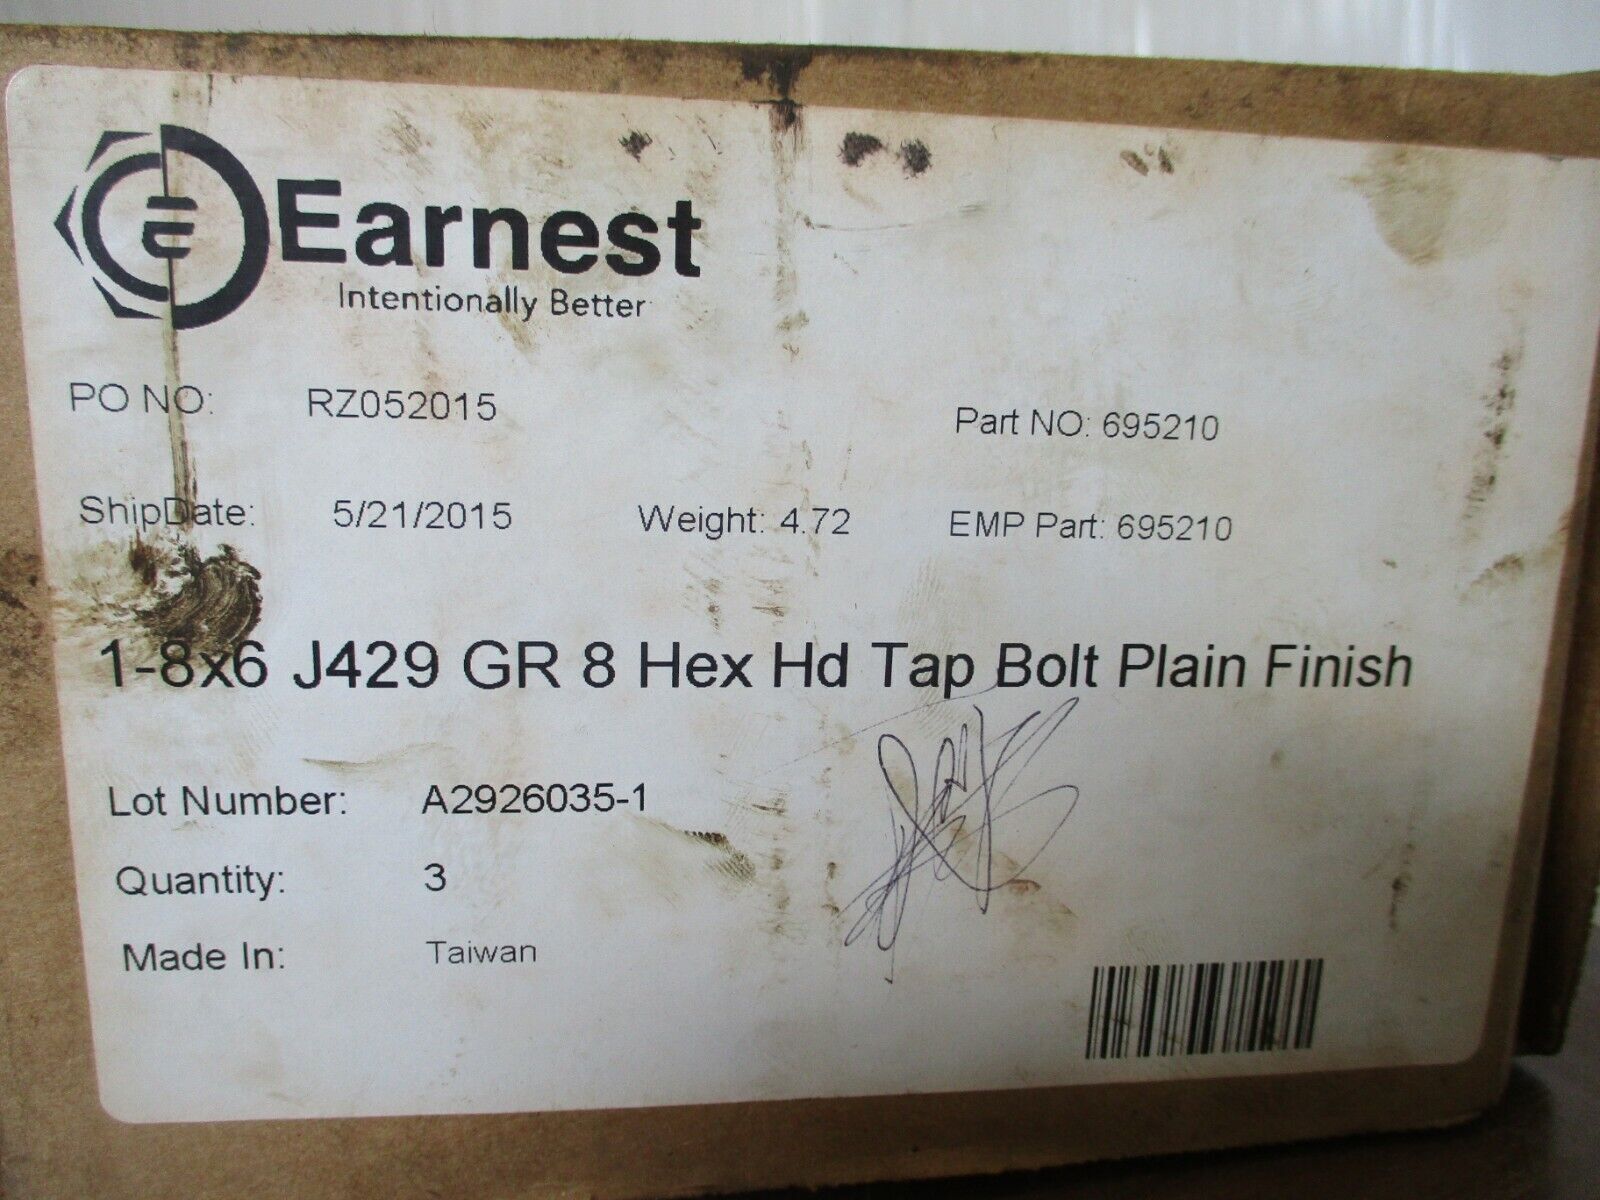 Earnest
Intentionally Better
PO NO: RZ052015
Part NO: 695210
ShipDate: 5/21/2015 Weight: 4.72 EMP Part: 695210
1-8x6 J429 GR 8 Hex Hd Tap Bolt Plain Finish
Lot Number: A2926035-1
Quantity: 3
Made In: Taiwan